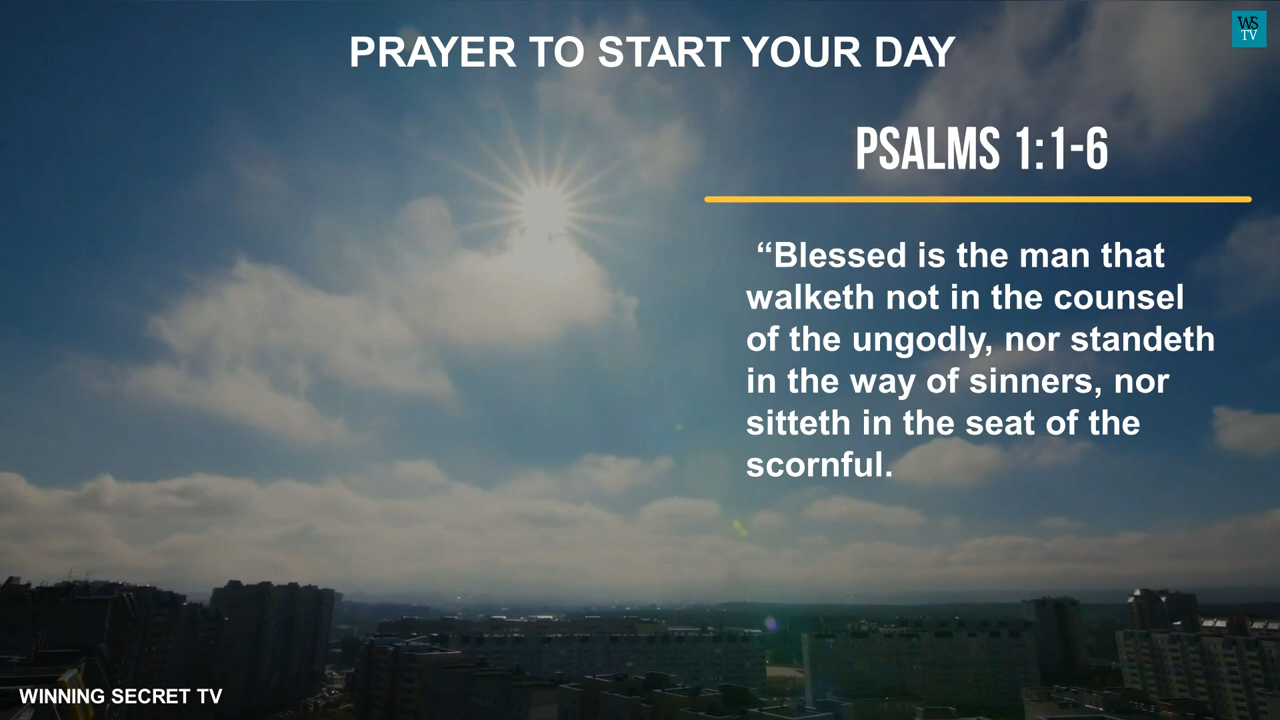 PRAYER TO START YOUR DAY
WS
TV
PSALMS 1:1-6
“Blessed is the man that
walketh not in the counsel
of the ungodly, nor standeth
in the way of sinners, nor
sitteth in the seat of the
scornful.
WINNING SECRET TV